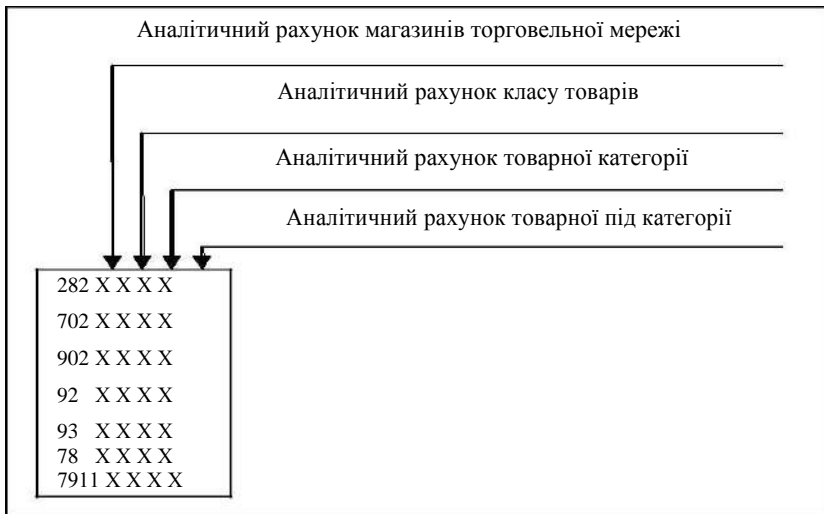 Аналітичний рахунок магазинів торговельної мережі
Аналітичний рахунок класу товарів
Аналітичний рахунок товарної категорії
Аналітичний рахунок товарної під категорії
282 X X X X
702 X X X X
902 X X X X
92 X X X X
93 X X X X
78 X X X X
7911 X X X X